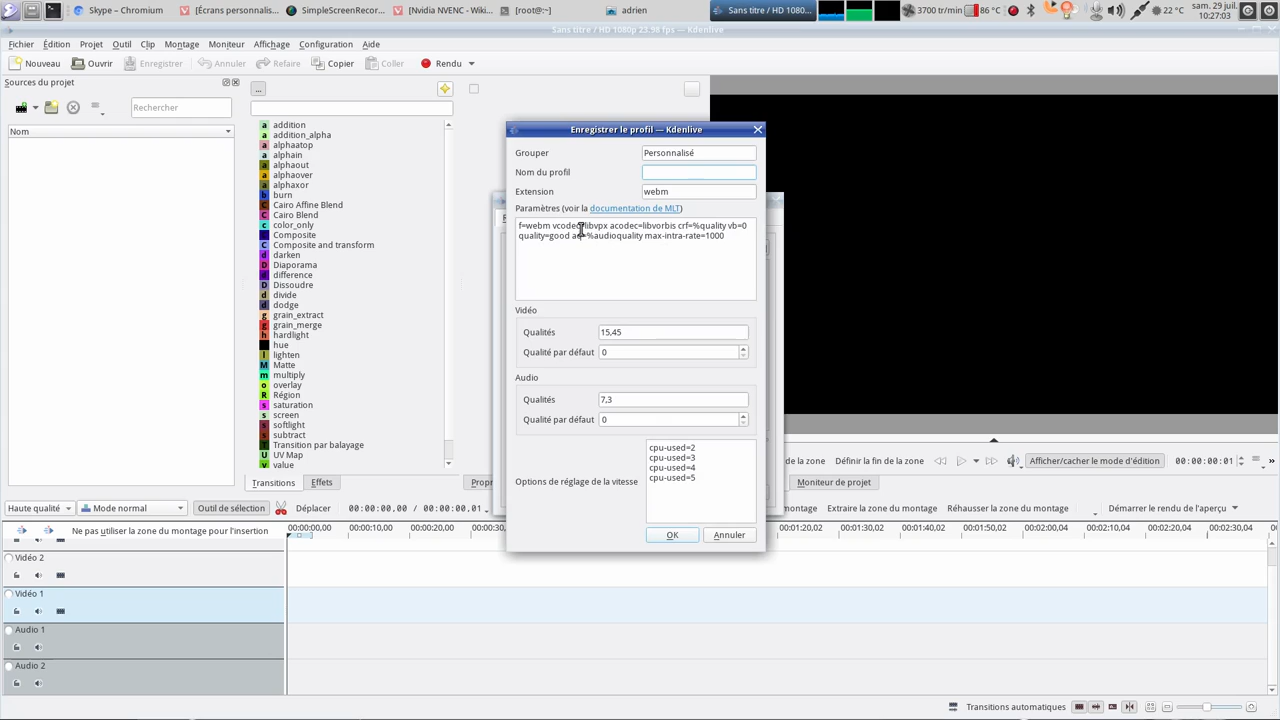 Skype – Chromium
[Écrans personnalis...
SimpleScreenRecor...
[Nvidia NVENC - Wiki...
[root@:~]
adrien
Sans titre / HD 1080...
3700 tr/min
86 °C
22 °C
sam. 29 juil.
10:27:03
Sans titre / HD 1080p 23.98 fps — Kdenlive
Fichier Édition Projet Outil Clip Montage Moniteur Affichage Configuration Aide
Nouveau Ouvrir Enregistrer Annuler Refaire Copier Coller Rendu
Sources du projet
Rechercher
Nom
...
addition
addition_alpha
alphaatop
alphain
alphaout
alphaover
alphaxor
burn
Cairo Affine Blend
Cairo Blend
color_only
Composite
Composite and transform
darken
Diaporama
difference
Dissoudre
divide
dodge
grain_extract
grain_merge
hardlight
hue
lighten
Matte
multiply
overlay
Région
saturation
screen
softlight
subtract
Transition par balayage
UV Map
value
Transitions Effets
Enregistrer le profil — Kdenlive
Grouper Personnalisé
Nom du profil
Extension webm
Paramètres (voir la documentation de MLT)
f=webm vcodec=libvpx acodec=libvorbis crf=%quality vb=0
quality=good aq=%audioquality max-intra-rate=1000
Vidéo
Qualités 15,45
Qualité par défaut 0
Audio
Qualités 7,3
Qualité par défaut 0
cpu-used=2
cpu-used=3
cpu-used=4
cpu-used=5
Options de réglage de la vitesse
OK Annuler
de la zone Définir la fin de la zone Afficher/cacher le mode d'édition 00:00:00:01
Moniteur de projet
Haute qualité Mode normal Outil de sélection Déplacer 00:00:00,00 / 00:00:00,01
Extraire la zone du montage Réhausser la zone du montage Démarrer le rendu de l'aperçu
Ne pas utiliser la zone du montage pour l'insertion
00:00:00,00 00:00:10,00 00:00:20,00 00:01:20,02 00:01:30,02 00:01:40,02 00:01:50,02 00:02:00,04 00:02:10,04 00:02:20,04 00:02:30,04
Vidéo 2
Vidéo 1
Audio 1
Audio 2
Transitions automatiques